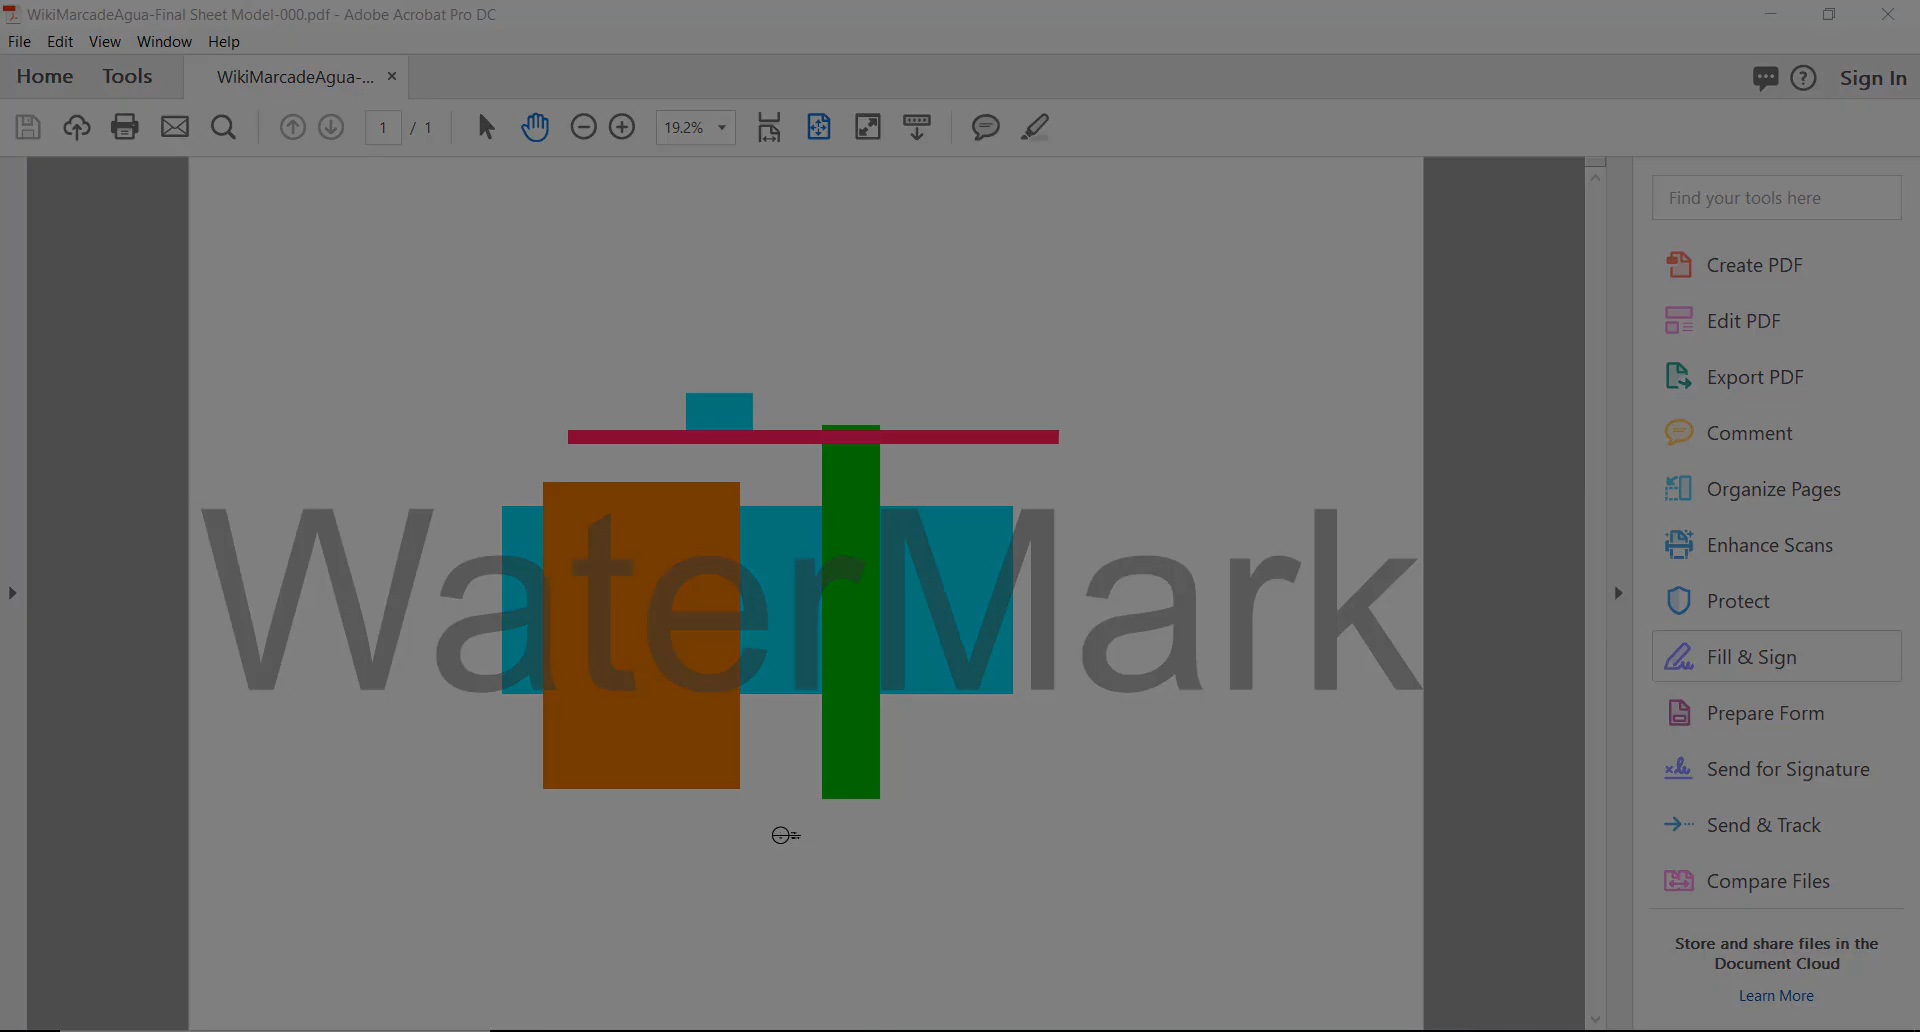 WikiMarcadeAgua-Final Sheet Model-000.pdf - Adobe Acrobat Pro DC
File Edit View Window Help
Home Tools WikiMarcadeAgua-... × Sign In
1 / 1 19.2%
Find your tools here
Create PDF
Edit PDF
Export PDF
Comment
Organize Pages
Enhance Scans
Protect
Fill & Sign
Prepare Form
Send for Signature
Send & Track
Compare Files
Store and share files in the
Document Cloud
Learn More
WaterMark